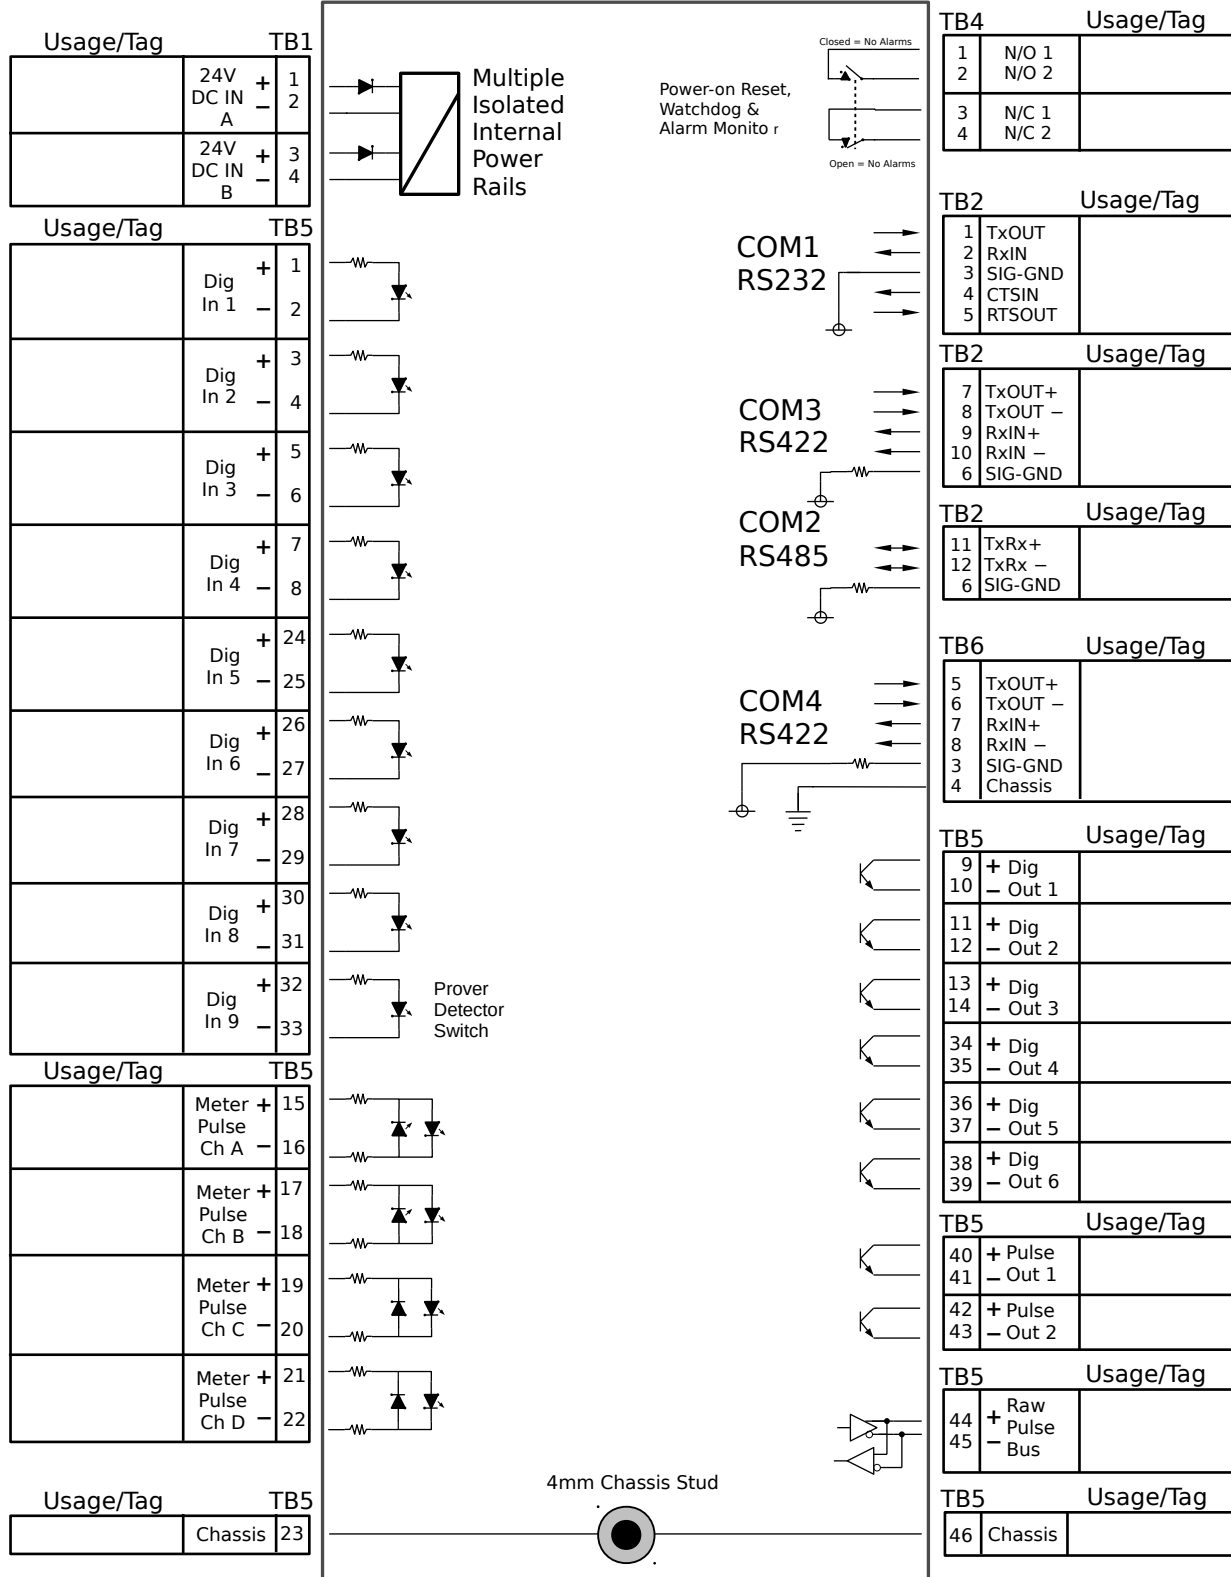 Usage/Tag TB1
24V
DC IN
A
+ 1
− 2
24V
DC IN
B
+ 3
− 4
Usage/Tag TB5
Dig
In 1
+ 1
− 2
Dig
In 2
+ 3
− 4
Dig
In 3
+ 5
− 6
Dig
In 4
+ 7
− 8
Dig
In 5
+ 24
− 25
Dig
In 6
+ 26
− 27
Dig
In 7
+ 28
− 29
Dig
In 8
+ 30
− 31
Dig
In 9
+ 32
− 33
Usage/Tag TB5
Meter + 15
Pulse
Ch A − 16
Meter + 17
Pulse
Ch B − 18
Meter + 19
Pulse
Ch C − 20
Meter + 21
Pulse
Ch D − 22
Usage/Tag TB5
Chassis 23
Multiple
Isolated
Internal
Power
Rails
Closed = No Alarms
Power-on Reset,
Watchdog &
Alarm Monito r
Open = No Alarms
COM1
RS232
COM3
RS422
COM2
RS485
COM4
RS422
Prover
Detector
Switch
4mm Chassis Stud
TB4 Usage/Tag
1 N/O 1
2 N/O 2
3 N/C 1
4 N/C 2
TB2 Usage/Tag
1 TxOUT
2 RxIN
3 SIG-GND
4 CTSIN
5 RTSOUT
TB2 Usage/Tag
7 TxOUT+
8 TxOUT −
9 RxIN+
10 RxIN −
6 SIG-GND
TB2 Usage/Tag
11 TxRx+
12 TxRx −
6 SIG-GND
TB6 Usage/Tag
5 TxOUT+
6 TxOUT −
7 RxIN+
8 RxIN −
3 SIG-GND
4 Chassis
TB5 Usage/Tag
9 + Dig
10 − Out 1
11 + Dig
12 − Out 2
13 + Dig
14 − Out 3
34 + Dig
35 − Out 4
36 + Dig
37 − Out 5
38 + Dig
39 − Out 6
TB5 Usage/Tag
40 + Pulse
41 − Out 1
42 + Pulse
43 − Out 2
TB5 Usage/Tag
44 +
45 −
Raw
Pulse
Bus
TB5 Usage/Tag
46 Chassis